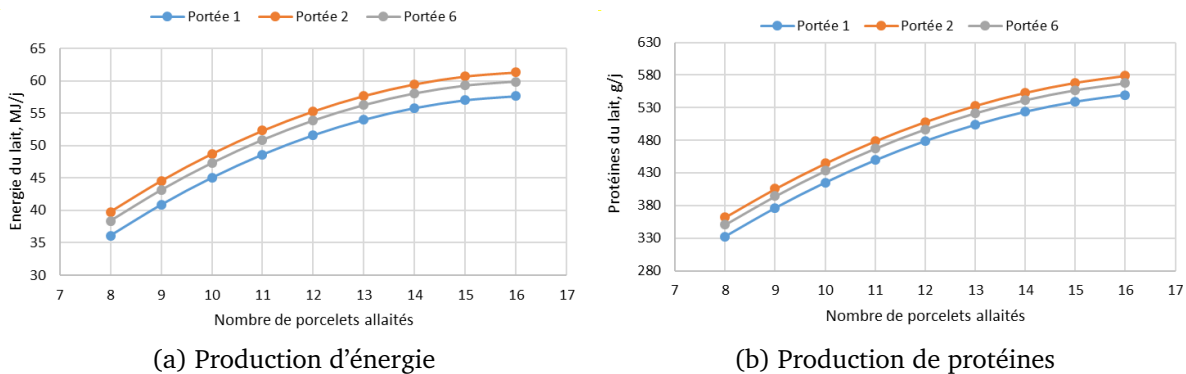 Portée 1 Portée 2 Portée 6
65
60
55
50
45
40
35
30
Energie du lait, MJ/j
7 8 9 10 11 12 13 14 15 16 17
Nombre de porcelets allaités
(a) Production d'énergie
Portée 1 Portée 2 Portée 6
630
580
530
480
430
380
330
280
Protéines du lait, g/j
7 8 9 10 11 12 13 14 15 16 17
Nombre de porcelets allaités
(b) Production de protéines